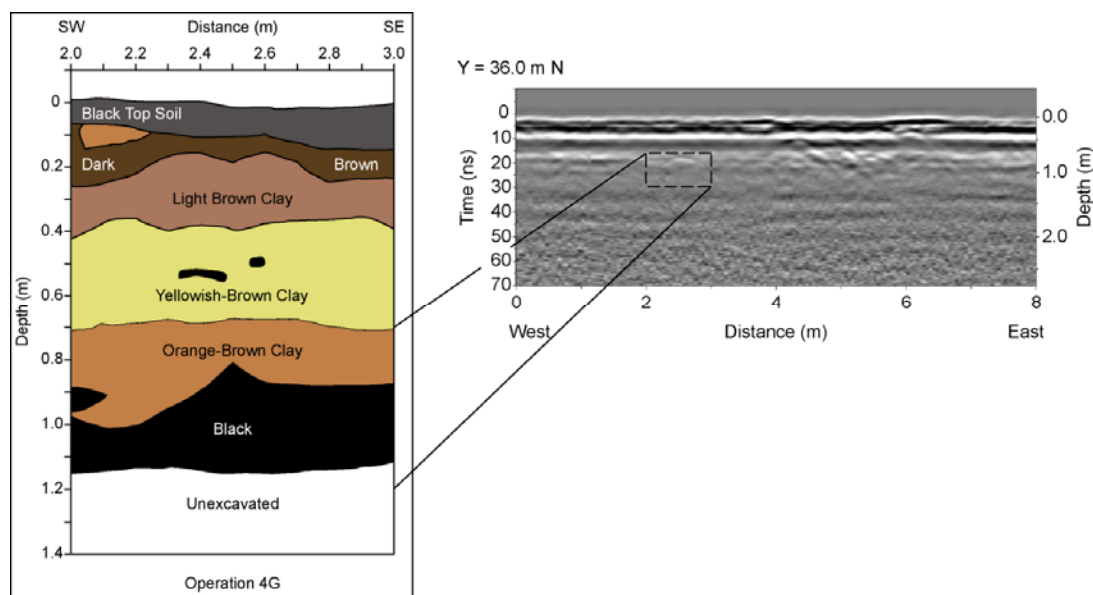 SW Distance (m) SE
2.0 2.2 2.4 2.6 2.8 3.0
0
0.2
0.4
0.6
0.8
1.0
1.2
1.4
Depth (m)
Black Top Soil
Dark Brown
Light Brown Clay
Yellowish-Brown Clay
Orange-Brown Clay
Black
Unexcavated
Operation 4G
Y = 36.0 m N
0
10
20
30
40
50
60
70
Time (ns)
0.0
1.0
2.0
Depth (m)
0 2 4 6 8
West Distance (m) East